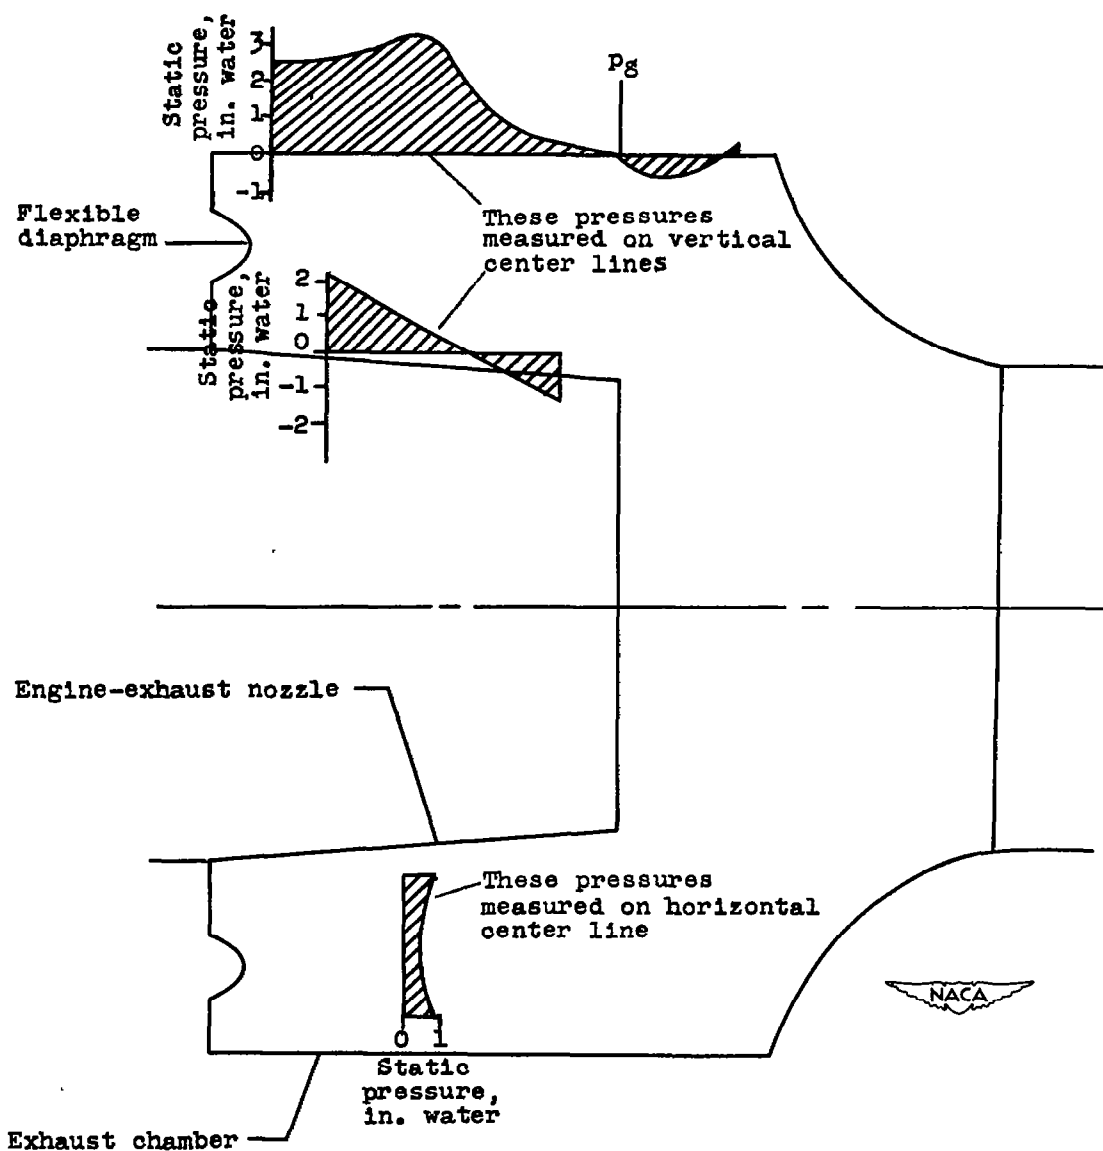 Static
pressure,
in. water
3
2
1
0
-1
p8
Flexible
diaphragm
These pressures
measured on vertical
center lines
Static
pressure,
in. water
2
1
0
-1
-2
Engine-exhaust nozzle
These pressures
measured on horizontal
center line
NACA
0 1
Static
pressure,
in. water
Exhaust chamber